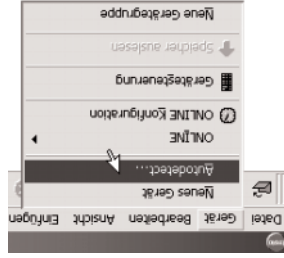 Datei Gerät Bearbeiten Ansicht Einfügen
Neues Gerät
Autodetect...
ONLINE
ONLINE Konfiguration
Gerätesteuerung
Speicher auslesen
Neue Gerätegruppe